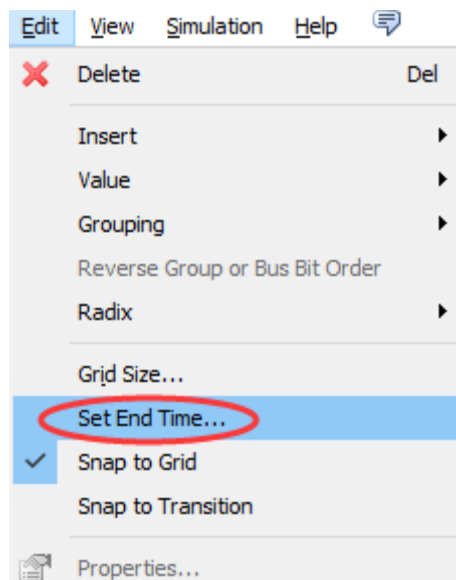 Edit View Simulation Help
Delete Del
Insert
Value
Grouping
Reverse Group or Bus Bit Order
Radix
Grid Size...
Set End Time...
Snap to Grid
Snap to Transition
Properties...